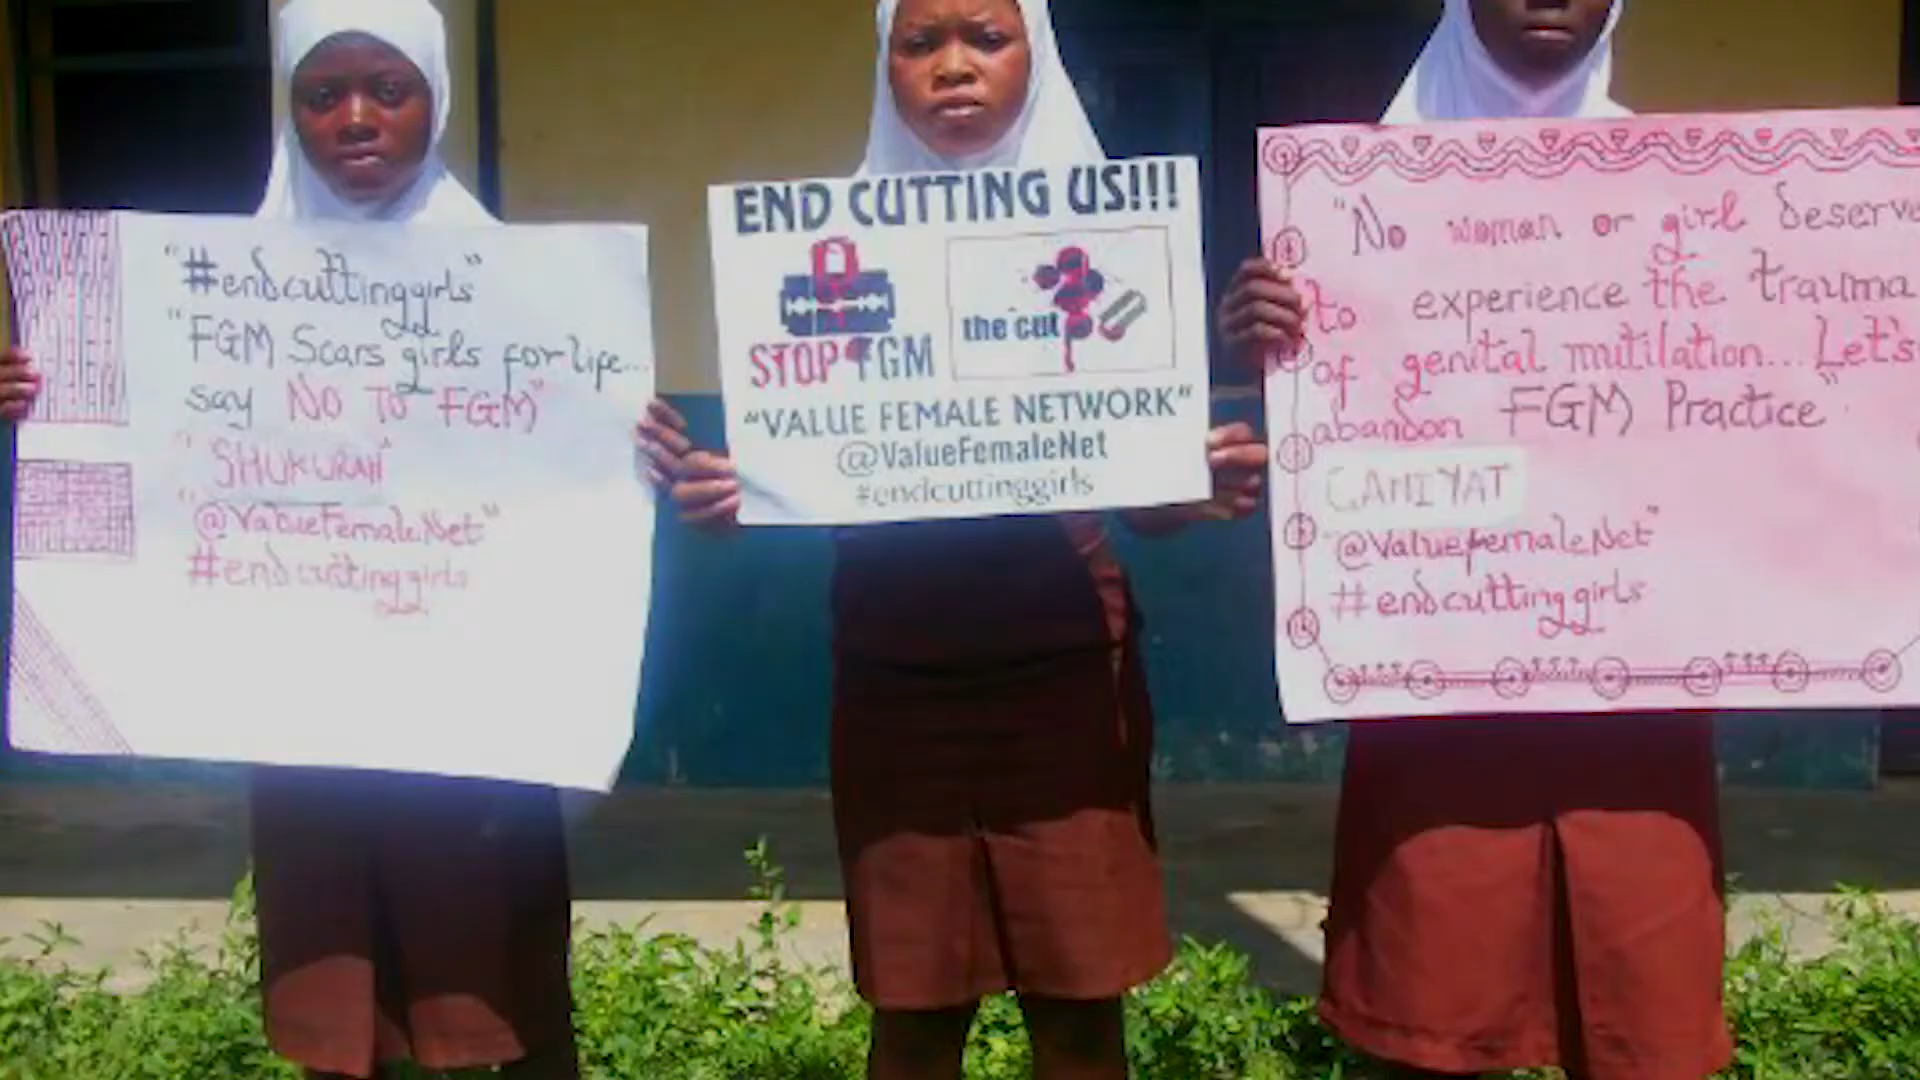 "#endcuttinggirls"
"FGM Scars girls for life...
say NO TO FGM"
"SHUKURAH"
"@ValueFemaleNet"
#endcuttinggirls
END CUTTING US!!!
STOP FGM
the cut
"VALUE FEMALE NETWORK"
@ValueFemaleNet
#endcuttinggirls
"No woman or girl deserve
to experience the trauma
of genital mutilation... Let's
abandon FGM Practice"
GANIYAT
@ValuefemaleNet"
#endcuttinggirls